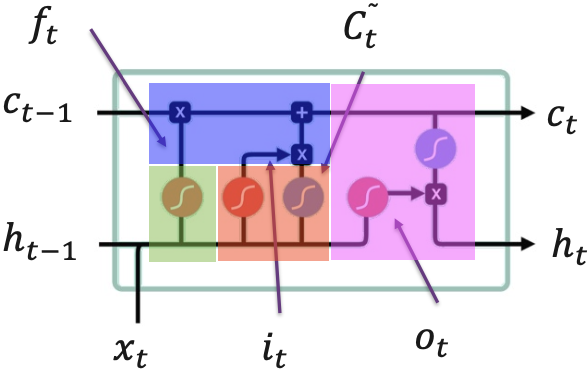 f_t
C̃_t
c_{t-1}
x
+
c_t
x
x
h_{t-1}
h_t
x_t
i_t
o_t